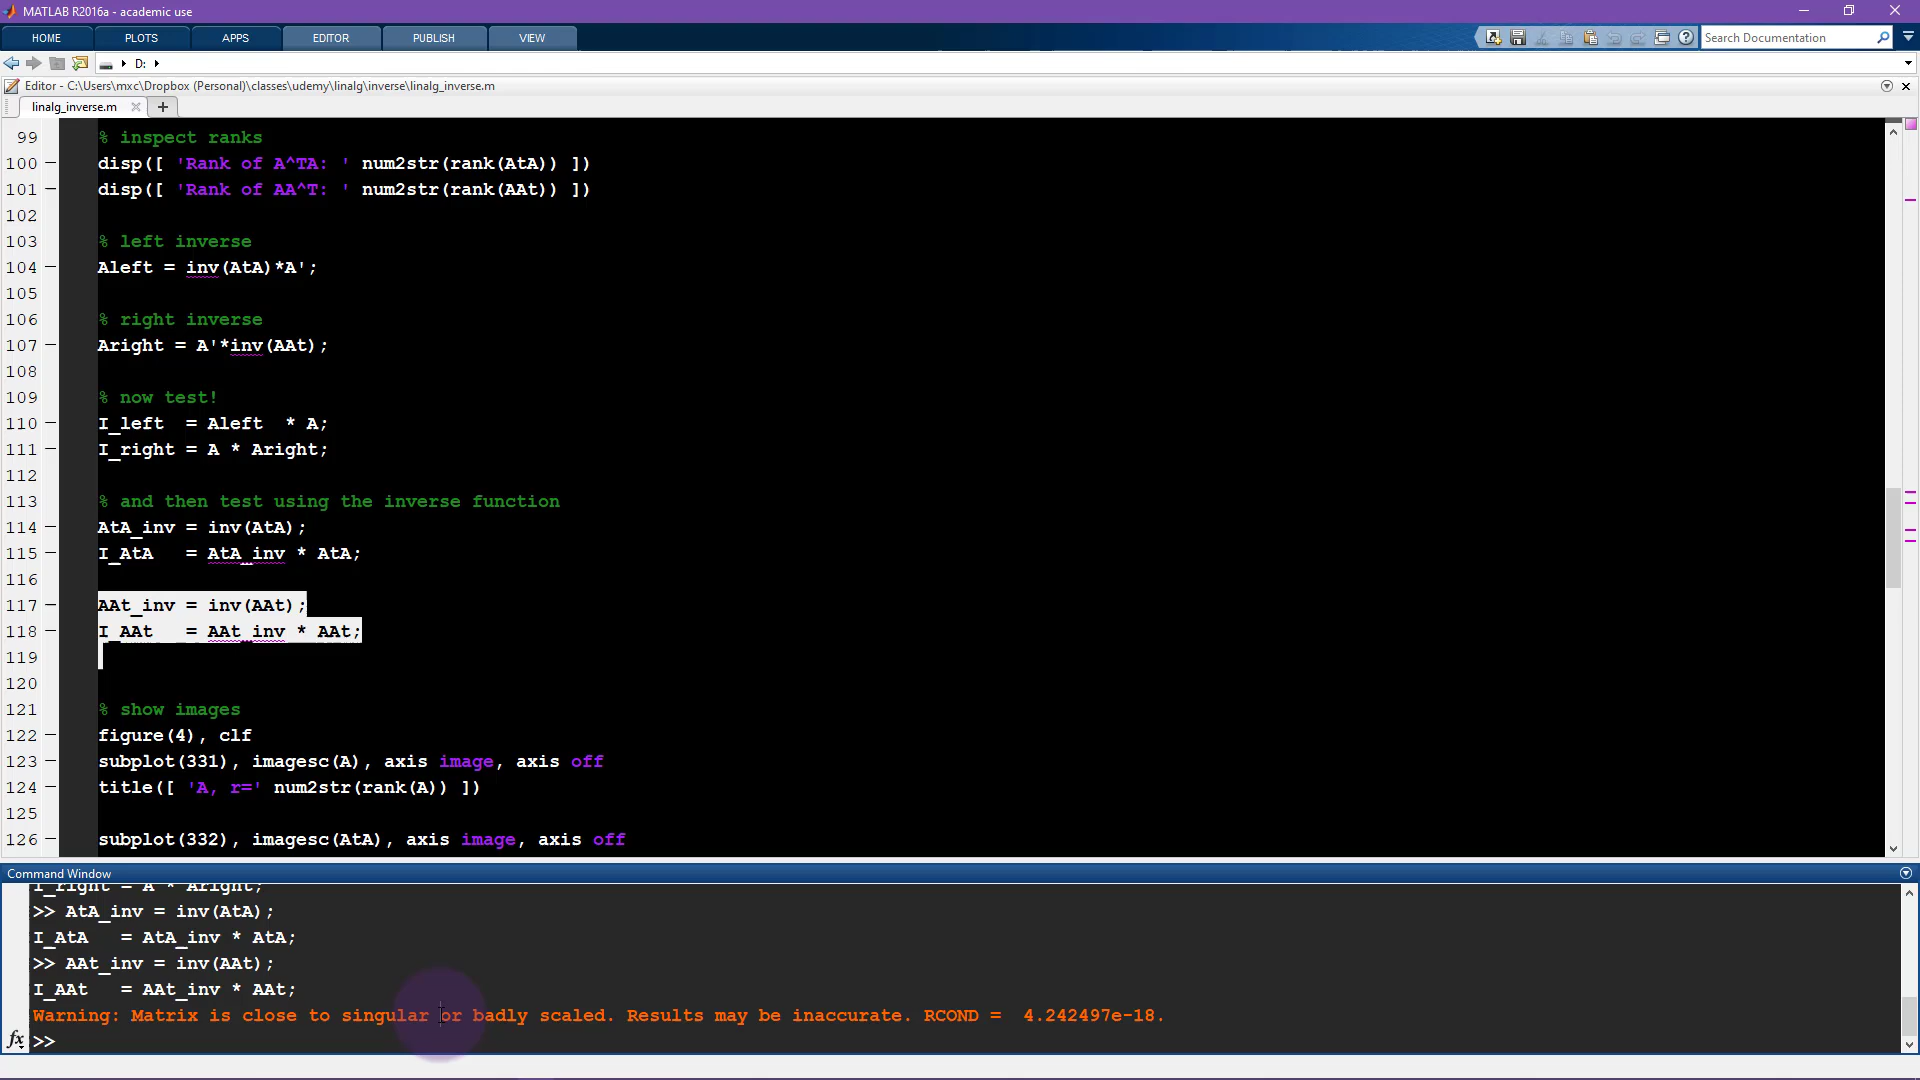 MATLAB R2016a - academic use
HOME PLOTS APPS EDITOR PUBLISH VIEW Search Documentation
D:
Editor - C:\Users\mxc\Dropbox (Personal)\classes\udemy\linalg\inverse\linalg_inverse.m
linalg_inverse.m
99 % inspect ranks
100 disp([ 'Rank of A^TA: ' num2str(rank(AtA)) ])
101 disp([ 'Rank of AA^T: ' num2str(rank(AAt)) ])
102
103 % left inverse
104 Aleft = inv(AtA)*A';
105
106 % right inverse
107 Aright = A'*inv(AAt);
108
109 % now test!
110 I_left  = Aleft  * A;
111 I_right = A * Aright;
112
113 % and then test using the inverse function
114 AtA_inv = inv(AtA);
115 I_AtA   = AtA_inv * AtA;
116
117 AAt_inv = inv(AAt);
118 I_AAt   = AAt_inv * AAt;
119
120
121 % show images
122 figure(4), clf
123 subplot(331), imagesc(A), axis image, axis off
124 title([ 'A, r=' num2str(rank(A)) ])
125
126 subplot(332), imagesc(AtA), axis image, axis off
Command Window
I_right = A * Aright;
>> AtA_inv = inv(AtA);
I_AtA   = AtA_inv * AtA;
>> AAt_inv = inv(AAt);
I_AAt   = AAt_inv * AAt;
Warning: Matrix is close to singular or badly scaled. Results may be inaccurate. RCOND =  4.242497e-18.
fx >>